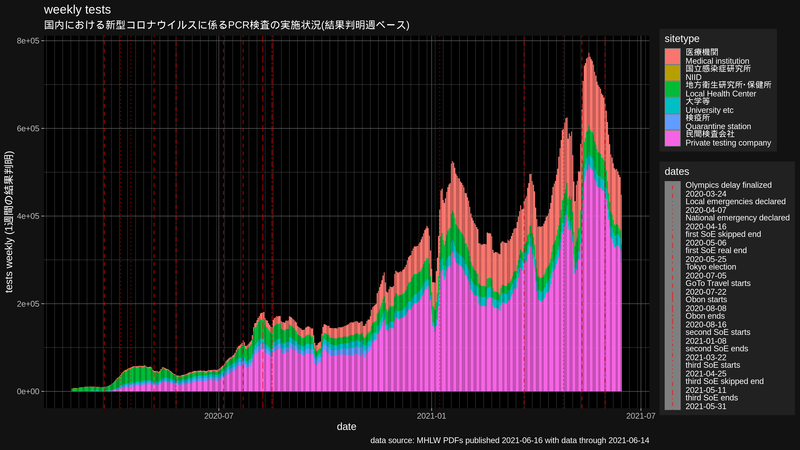 weekly tests
国内における新型コロナウイルスに係るPCR検査の実施状況(結果判明週ベース)
8e+05
6e+05
4e+05
2e+05
0e+00
tests weekly (1週間の結果判明)
2020-07
2021-01
2021-07
date
data source: MHLW PDFs published 2021-06-16 with data through 2021-06-14
sitetype
医療機関
Medical institution
国立感染症研究所
NIID
地方衛生研究所・保健所
Local Health Center
大学等
University etc
検疫所
Quarantine station
民間検査会社
Private testing company
dates
Olympics delay finalized
2020-03-24
Local emergencies declared
2020-04-07
National emergency declared
2020-04-16
first SoE skipped end
2020-05-06
first SoE real end
2020-05-25
Tokyo election
2020-07-05
GoTo Travel starts
2020-07-22
Obon starts
2020-08-08
Obon ends
2020-08-16
second SoE starts
2021-01-08
second SoE ends
2021-03-22
third SoE starts
2021-04-25
third SoE skipped end
2021-05-11
third SoE ends
2021-05-31